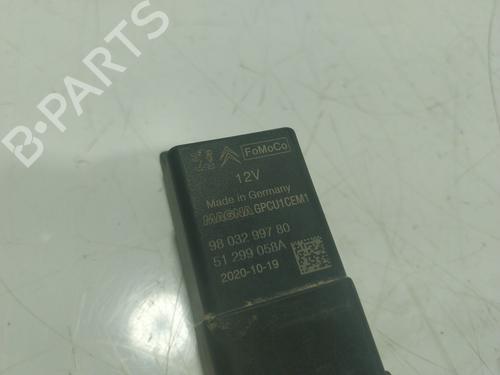 B-PARTS
FoMoCo
12V
Made in Germany
MAGNA GPCU1CEM1
98 032 997 80
51 299 058A
2020-10-19